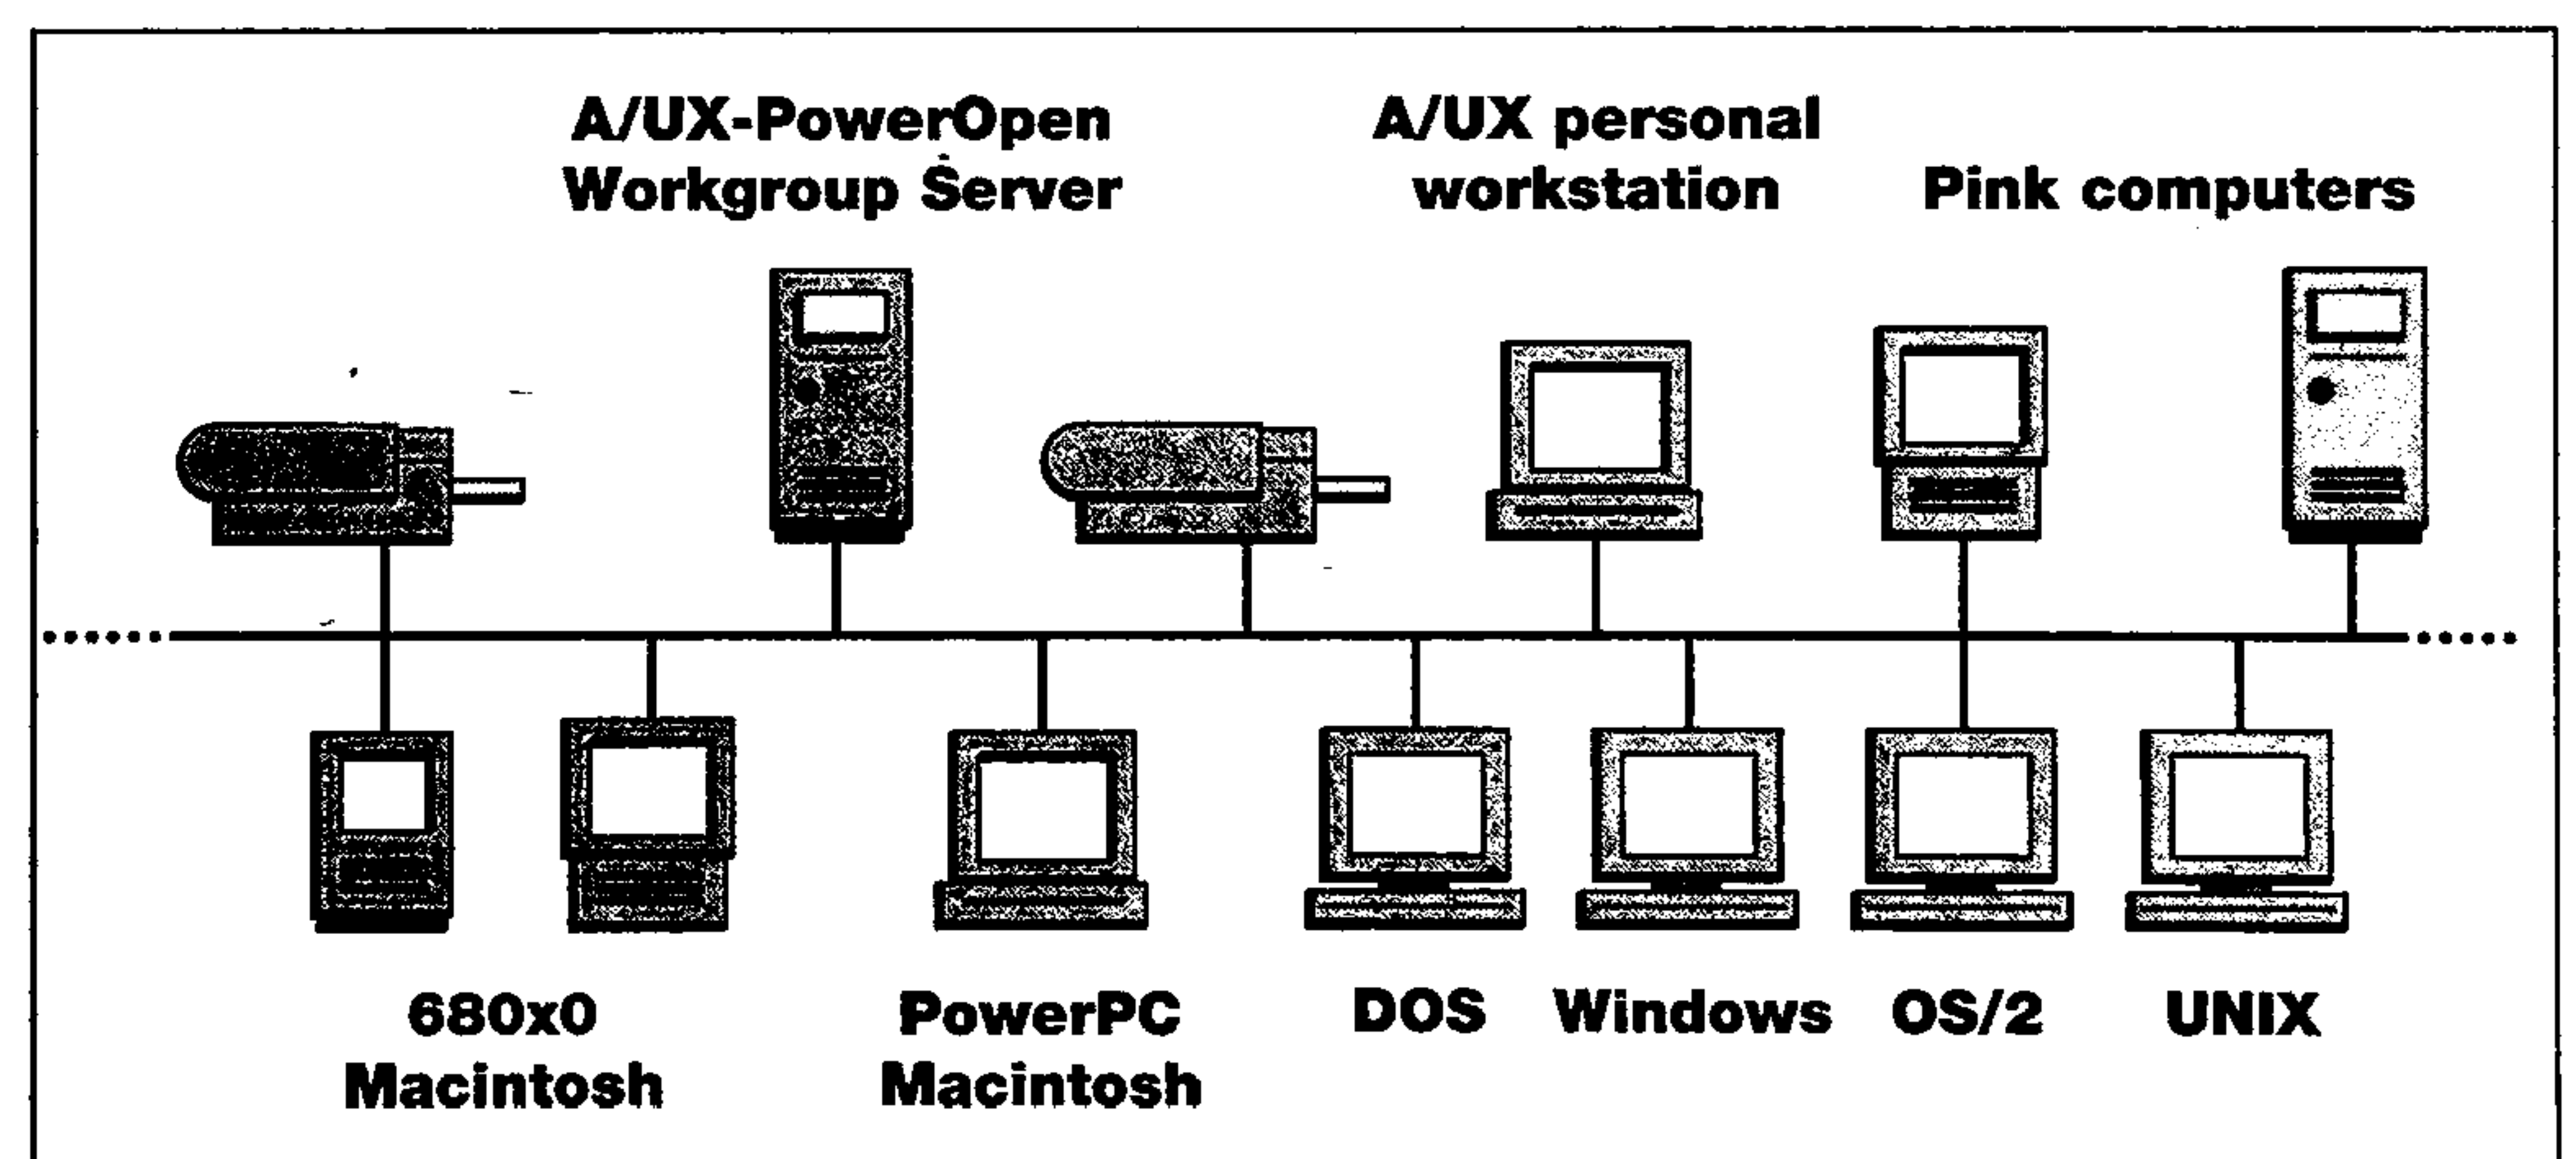 A/UX-PowerOpen
Workgroup Server
A/UX personal
workstation
Pink computers
680x0
Macintosh
PowerPC
Macintosh
DOS
Windows
OS/2
UNIX